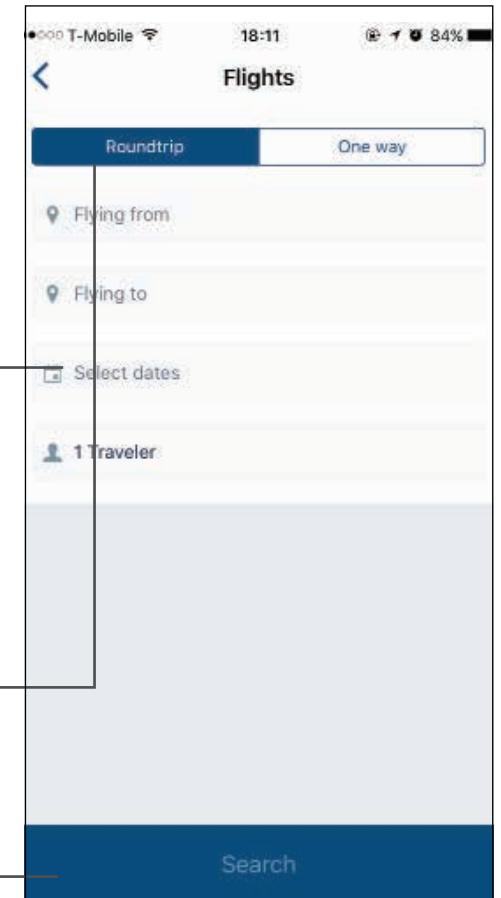 T-Mobile 18:11 84%
Flights
Roundtrip One way
Flying from
Flying to
Select dates
1 Traveler
Search